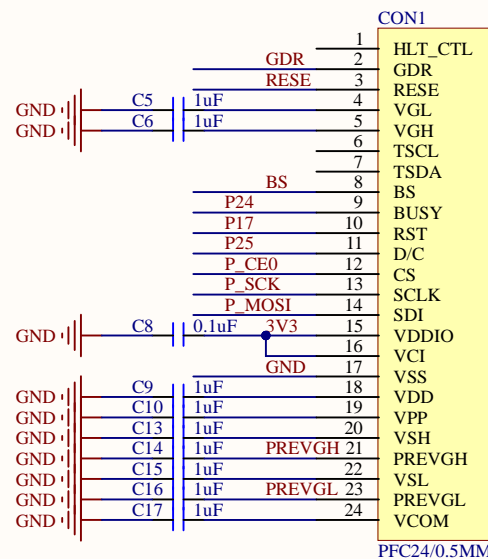 CON1
1 HLT_CTL
GDR 2 GDR
RESE 3 RESE
GND C5 1uF 4 VGL
GND C6 1uF 5 VGH
6 TSCL
7 TSDA
BS 8 BS
P24 9 BUSY
P17 10 RST
P25 11 D/C
P_CE0 12 CS
P_SCK 13 SCLK
P_MOSI 14 SDI
GND C8 0.1uF 3V3 15 VDDIO
16 VCI
GND 17 VSS
GND C9 1uF 18 VDD
GND C10 1uF 19 VPP
GND C13 1uF 20 VSH
GND C14 1uF PREVGH 21 PREVGH
GND C15 1uF 22 VSL
GND C16 1uF PREVGL 23 PREVGL
GND C17 1uF 24 VCOM
PFC24/0.5MM